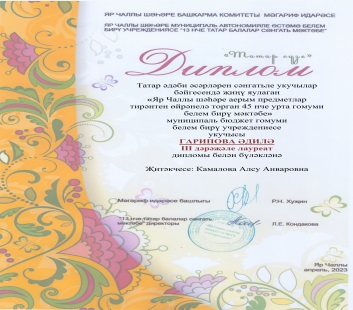 ЯР ЧАЛЛЫ ШӘҺӘРЕ БАШКАРМА КОМИТЕТЫ МӘГАРИФ ИДАРӘСЕ
ЯР ЧАЛЛЫ ШӘҺӘРЕ МУНИЦИПАЛЬ АВТОНОМИЯЛЕ ӨСТӘМӘ БЕЛЕМ
БИРҮ УЧРЕЖДЕНИЕСЕ "13 НЧЕ ТАТАР БАЛАЛАР СӘНГАТЬ МӘКТӘБЕ"
"Татар сүзе"
Диплом
Татар әдәби әсәрләрен сәнгатьле укучылар
бәйгесендә җиңү яулаган
«Яр Чаллы шәһәре аерым предметлар
тирәнтен өйрәнелә торган 45 нче урта гомуми
белем бирү мәктәбе»
муниципаль бюджет гомуми
белем бирү учреждениесе
укучысы
ГАРИПОВА ӘДИЛӘ
III дәрәҗәле лауреат
дипломы белән бүләкләнә
Җитәкчесе: Камалова Алсу Анваровна
Мәгариф идарәсе башлыгы
Р.Н. Хузин
"13 нче татар балалар сәнгать
мәктәбе" директоры
Л.Е. Кондакова
Яр Чаллы
апрель, 2023